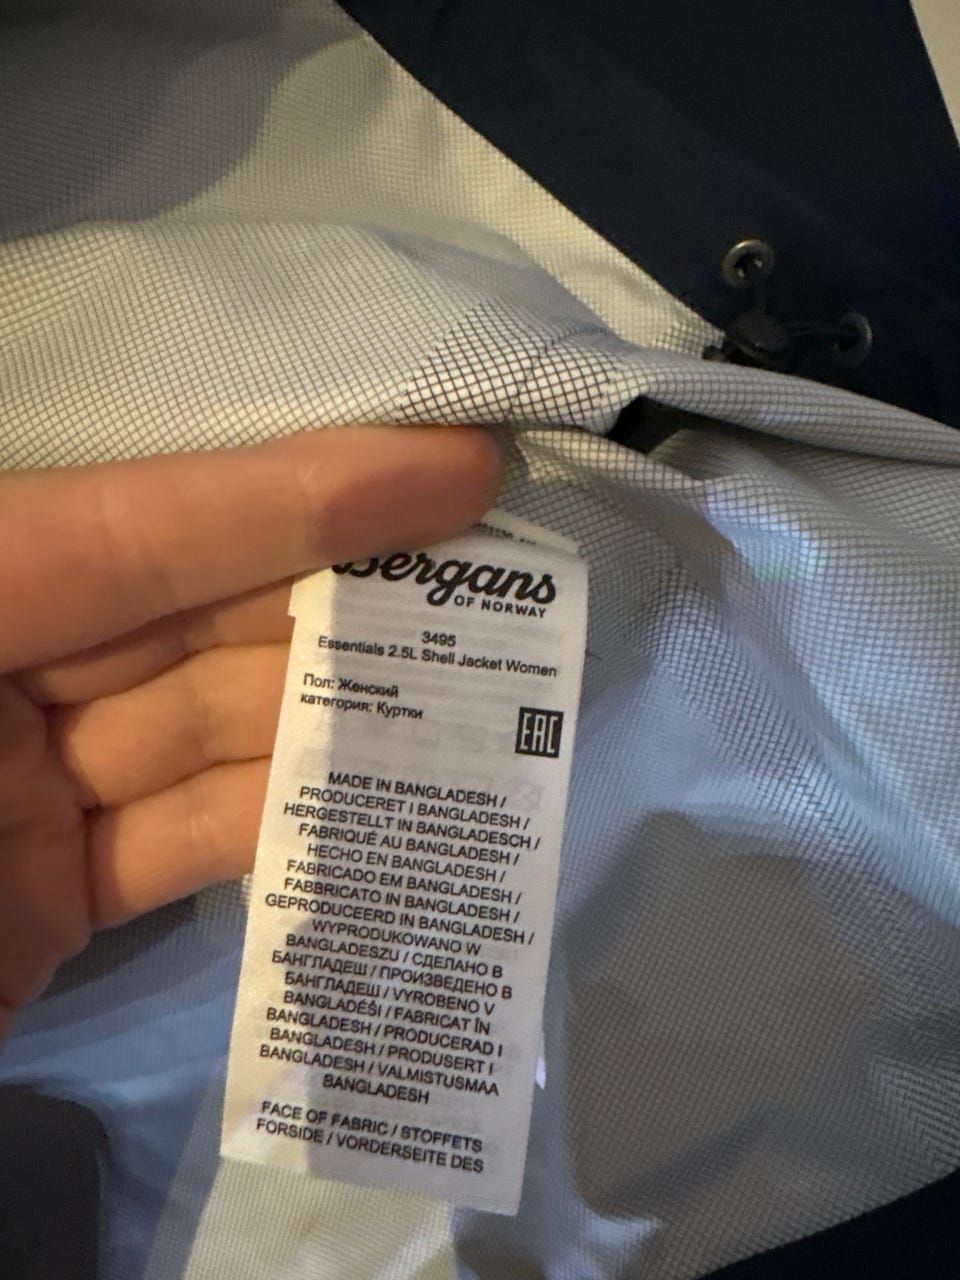 Bergans
OF NORWAY
3495
Essentials 2.5L Shell Jacket Women
Пол: Женский
категория: Куртки
EAC
MADE IN BANGLADESH /
PRODUCERET I BANGLADESH /
HERGESTELLT IN BANGLADESCH /
FABRIQUÉ AU BANGLADESH /
HECHO EN BANGLADESH /
FABRICADO EM BANGLADESH /
FABBRICATO IN BANGLADESH /
GEPRODUCEERD IN BANGLADESH /
WYPRODUKOWANO W
BANGLADESZU / СДЕЛАНО В
БАНГЛАДЕШ / ПРОИЗВЕДЕНО В
БАНГЛАДЕШ / VYROBENO V
BANGLADÉŠI / FABRICAT ÎN
BANGLADESH / PRODUCERAD I
BANGLADESH / PRODUSERT I
BANGLADESH / VALMISTUSMAA
BANGLADESH
FACE OF FABRIC / STOFFETS
FORSIDE / VORDERSEITE DES